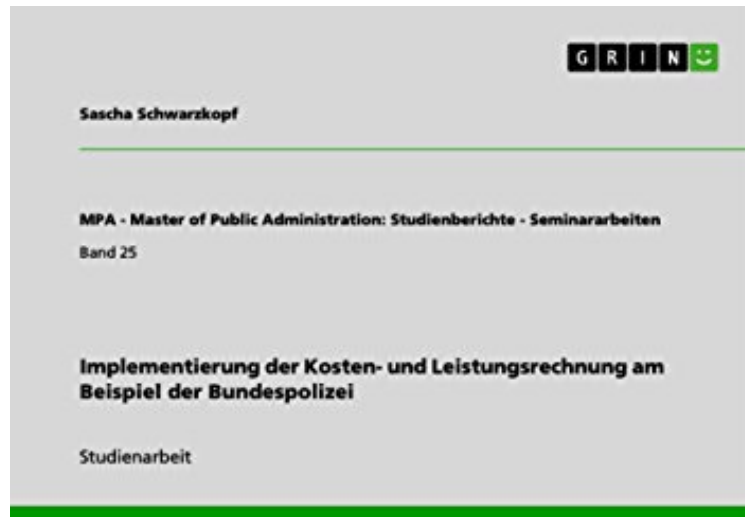 GRIN
Sascha Schwarzkopf
MPA - Master of Public Administration: Studienberichte - Seminararbeiten
Band 25
Implementierung der Kosten- und Leistungsrechnung am
Beispiel der Bundespolizei
Studienarbeit